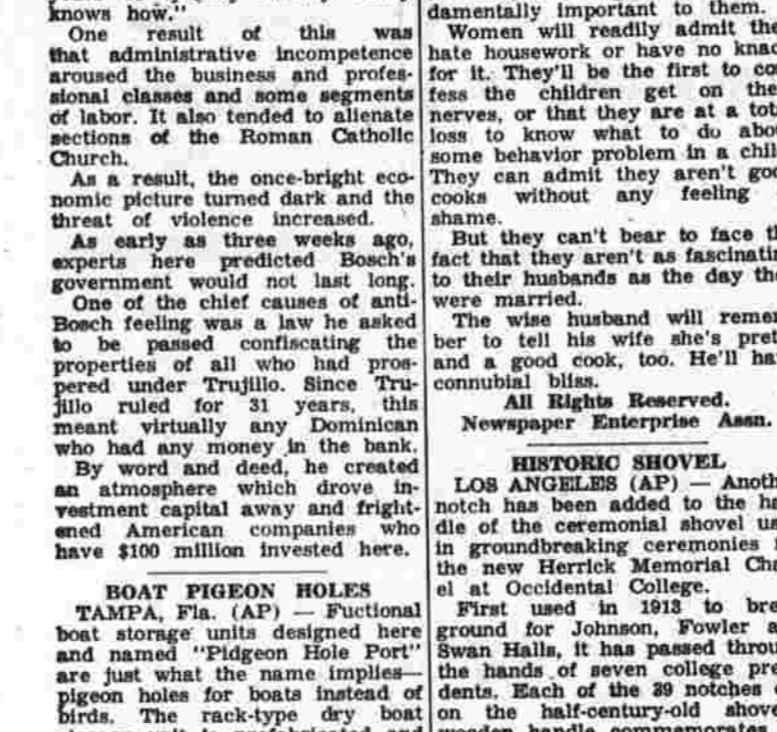 knows how."
One result of this was
that administrative incompetence
aroused the business and profes-
sional classes and some segments
of labor. It also tended to alienate
sections of the Roman Catholic
Church.
As a result, the once-bright eco-
nomic picture turned dark and the
threat of violence increased.
As early as three weeks ago,
experts here predicted Bosch's
government would not last long.
One of the chief causes of anti-
Bosch feeling was a law he asked
to be passed confiscating the
properties of all who had pros-
pered under Trujillo. Since Tru-
jillo ruled for 31 years, this
meant virtually any Dominican
who had any money in the bank.
By word and deed, he created
an atmosphere which drove in-
vestment capital away and fright-
ened American companies who
have $100 million invested here.
BOAT PIGEON HOLES
TAMPA, Fla. (AP) — Fuctional
boat storage units designed here
and named "Pidgeon Hole Port"
are just what the name implies—
pigeon holes for boats instead of
birds. The rack-type dry boat
damentally important to them.
Women will readily admit the
hate housework or have no knac
for it. They'll be the first to co
fess the children get on the
nerves, or that they are at a tot
loss to know what to do abo
some behavior problem in a chil
They can admit they aren't goo
cooks without any feeling
shame.
But they can't bear to face th
fact that they aren't as fascinatin
to their husbands as the day the
were married.
The wise husband will remem
ber to tell his wife she's prett
and a good cook, too. He'll ha
connubial bliss.
All Rights Reserved.
Newspaper Enterprise Assn.
HISTORIC SHOVEL
LOS ANGELES (AP) — Anoth
notch has been added to the ha
dle of the ceremonial shovel us
in groundbreaking ceremonies
the new Herrick Memorial Cha
el at Occidental College.
First used in 1913 to brea
ground for Johnson, Fowler a
Swan Halls, it has passed throu
the hands of seven college pre
dents. Each of the 39 notches
on the half-century-old shove
wooden handle commemorates